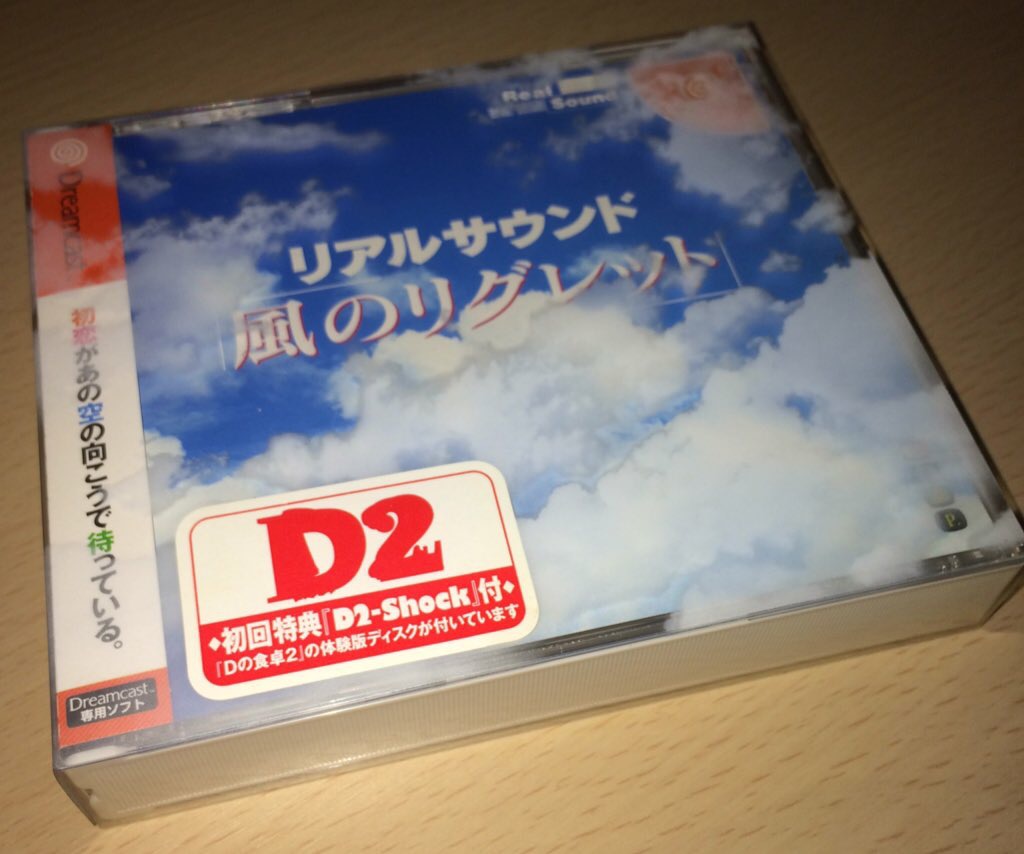 Real
Sound
リアルサウンド
風のリグレット
Dreamcast
初恋があの空の向こうで待っている。
Dreamcast™
専用ソフト
D2
◆初回特典『D2-Shock』付◆
『Dの食卓2』の体験版ディスクが付いています
P